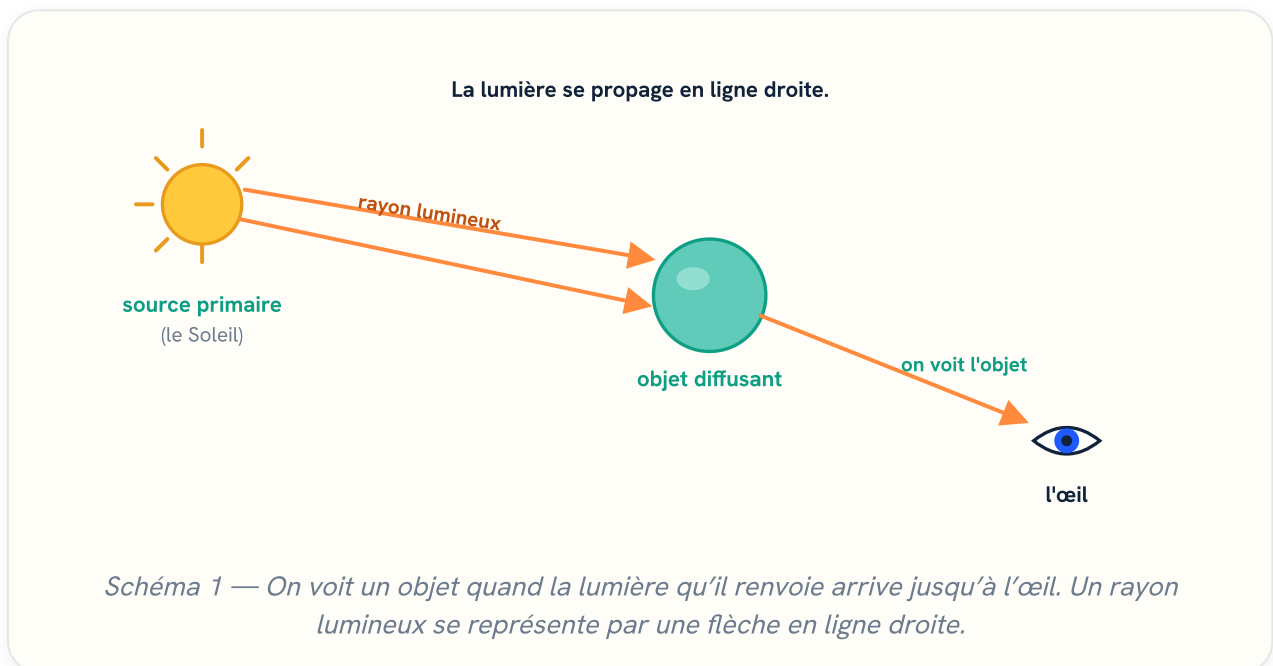 La lumière se propage en ligne droite.
rayon lumineux
source primaire
(le Soleil)
objet diffusant
on voit l'objet
l'œil
Schéma 1 — On voit un objet quand la lumière qu’il renvoie arrive jusqu’à l’œil. Un rayon
lumineux se représente par une flèche en ligne droite.